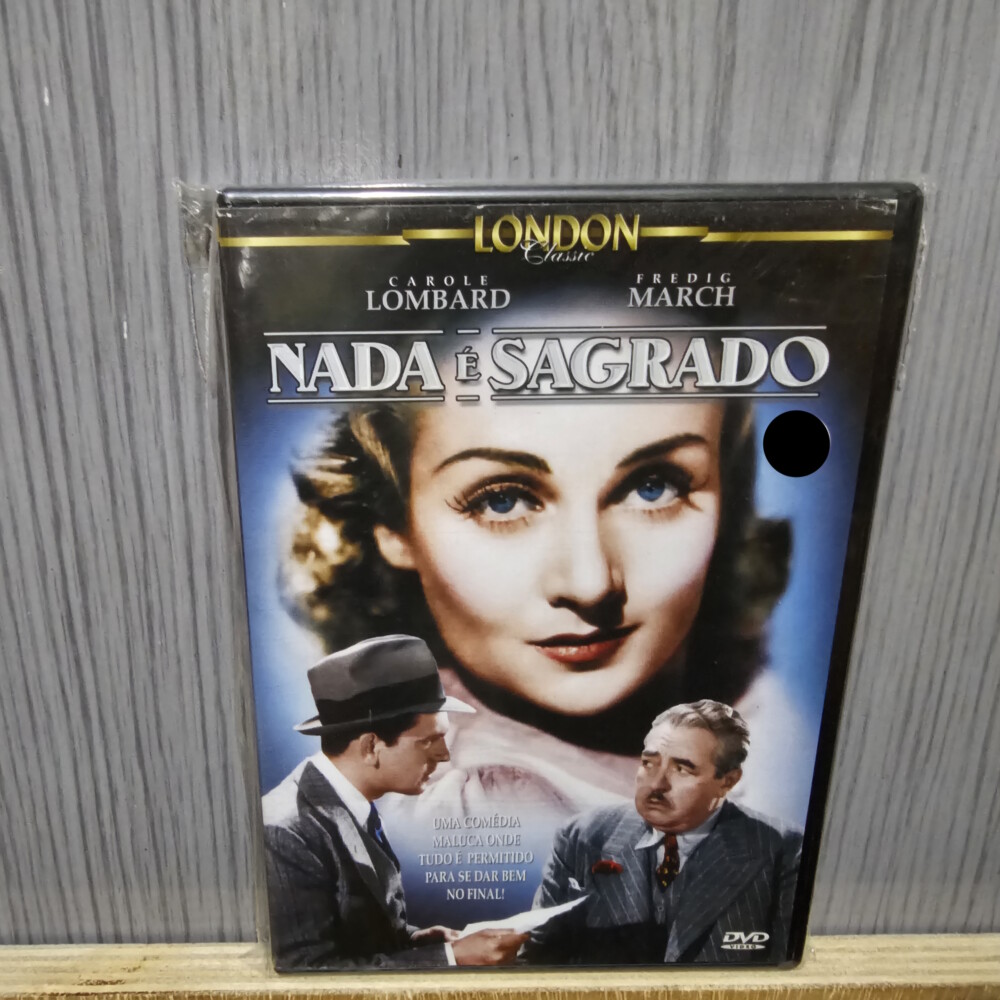 LONDON
Classic
CAROLE
LOMBARD
FREDIG
MARCH
NADA É SAGRADO
UMA COMÉDIA
MALUCA ONDE
TUDO É PERMITIDO
PARA SE DAR BEM
NO FINAL!
DVD
VIDEO